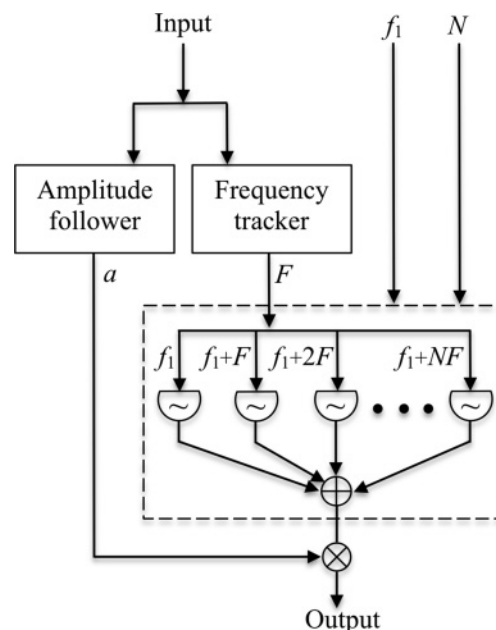 Input
f₁
N
Amplitude
follower
Frequency
tracker
a
F
f₁
f₁+F
f₁+2F
f₁+NF
~
~
~
~
Output